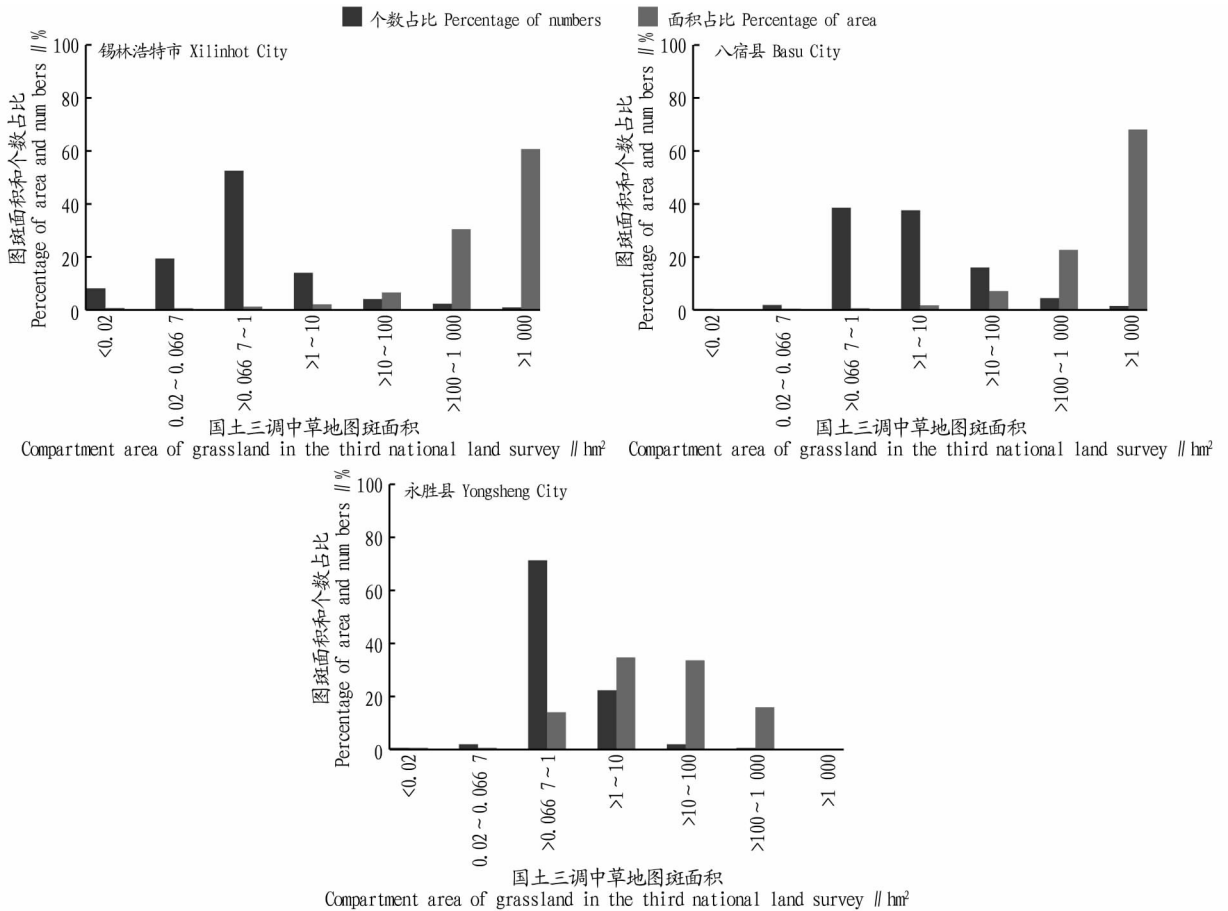 个数占比 Percentage of numbers 面积占比 Percentage of area
锡林浩特市 Xilinhot City
图斑面积和个数占比
Percentage of area and num bers ∥%
100
80
60
40
20
0
<0.02
0.02~0.066 7
>0.066 7~1
>1~10
>10~100
>100~1 000
>1 000
国土三调中草地图斑面积
Compartment area of grassland in the third national land survey ∥hm²
八宿县 Basu City
图斑面积和个数占比
Percentage of area and num bers ∥%
100
80
60
40
20
0
<0.02
0.02~0.066 7
>0.066 7~1
>1~10
>10~100
>100~1 000
>1 000
国土三调中草地图斑面积
Compartment area of grassland in the third national land survey ∥hm²
永胜县 Yongsheng City
图斑面积和个数占比
Percentage of area and num bers ∥%
100
80
60
40
20
0
<0.02
0.02~0.066 7
>0.066 7~1
>1~10
>10~100
>100~1 000
>1 000
国土三调中草地图斑面积
Compartment area of grassland in the third national land survey ∥hm²